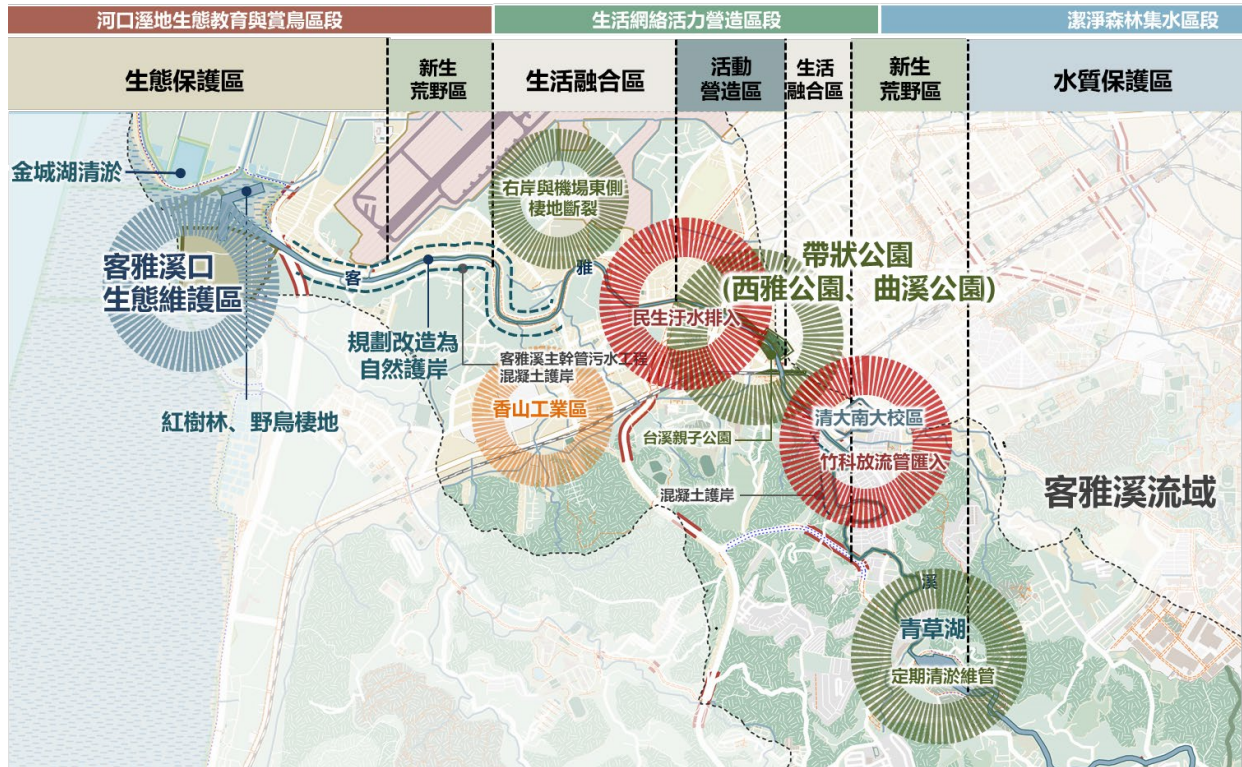 河口溼地生態教育與賞鳥區段
生活網絡活力營造區段
潔淨森林集水區段
生態保護區
新生
荒野區
生活融合區
活動
營造區
生活
融合區
新生
荒野區
水質保護區
金城湖清淤
右岸與機場東側
棲地斷裂
客雅溪口
生態維護區
客
雅
帶狀公園
(西雅公園、曲溪公園)
民生汙水排入
規劃改造為
自然護岸
客雅溪主幹管污水工程
混凝土護岸
紅樹林、野鳥棲地
香山工業區
台溪親子公園
清大南大校區
竹科放流管匯入
混凝土護岸
客雅溪流域
溪
青草湖
定期清淤維管